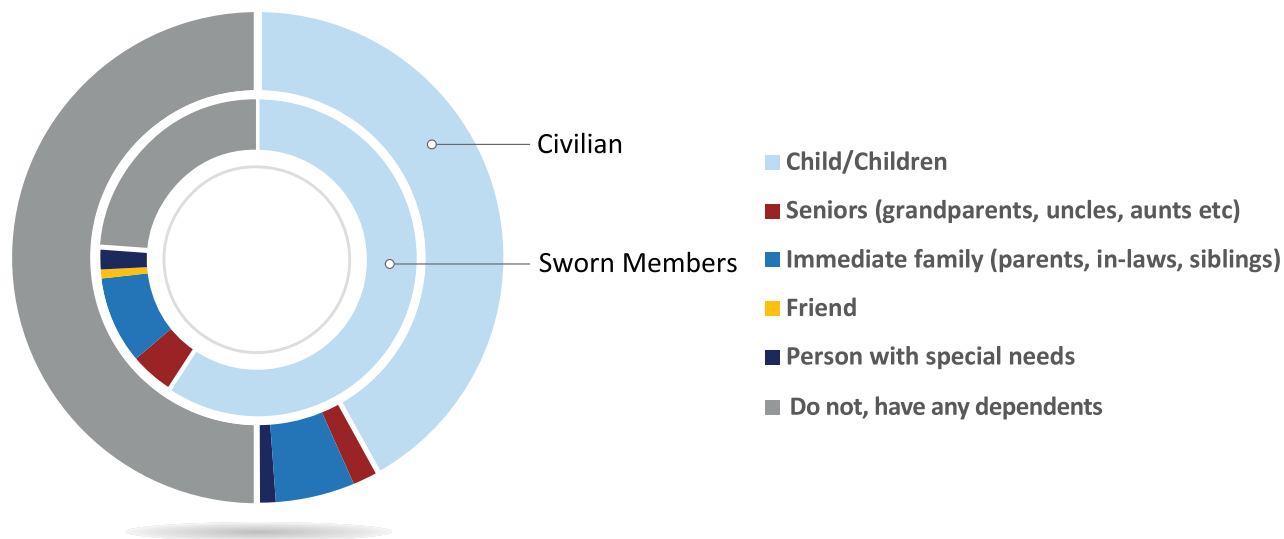 Civilian
Sworn Members
Child/Children
Seniors (grandparents, uncles, aunts etc)
Immediate family (parents, in-laws, siblings)
Friend
Person with special needs
Do not, have any dependents